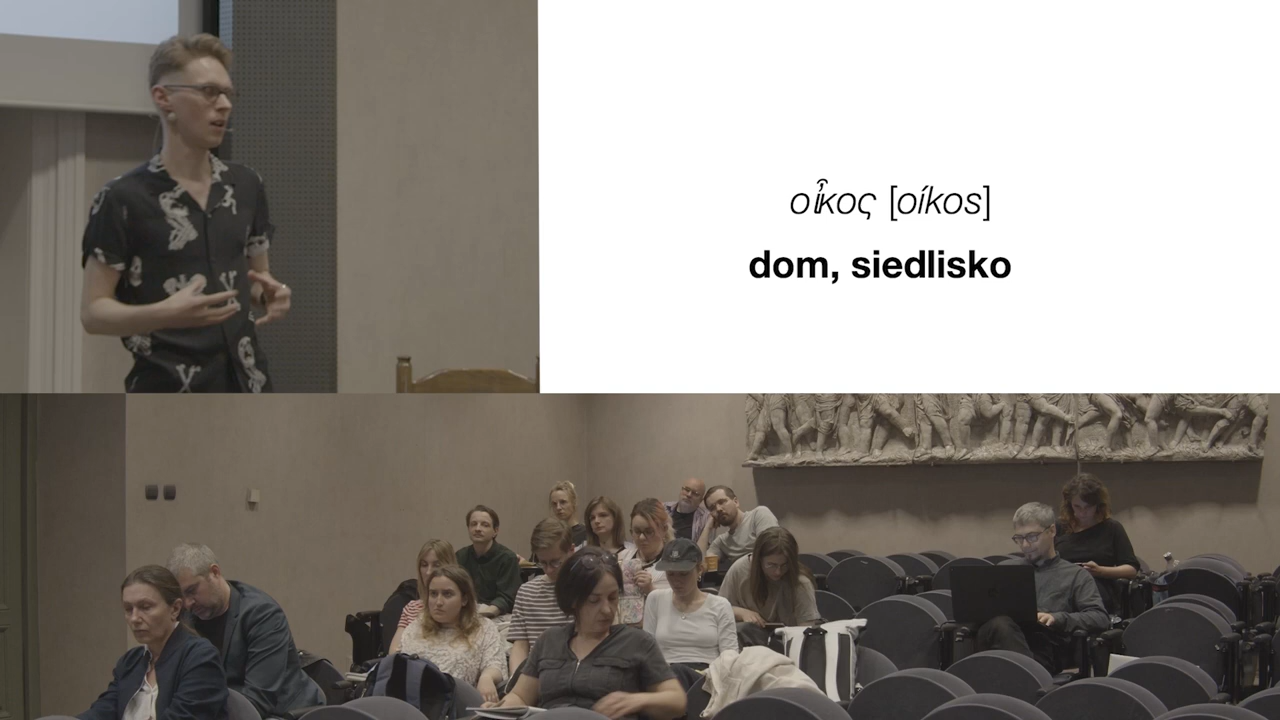 οἶκος [oíkos]
dom, siedlisko